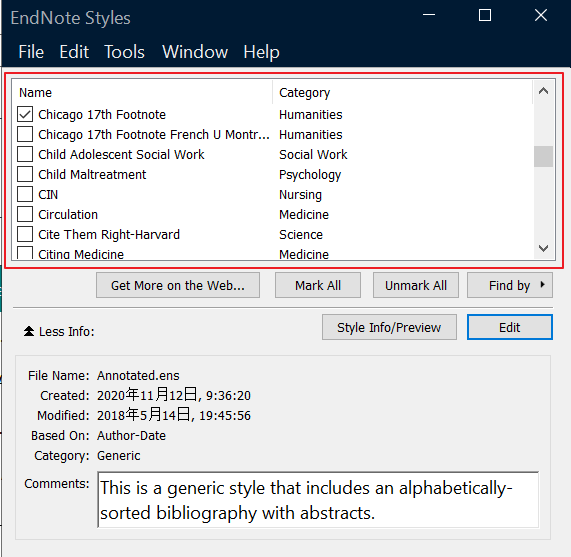 EndNote Styles
File Edit Tools Window Help
Name Category
Chicago 17th Footnote Humanities
Chicago 17th Footnote French U Montr... Humanities
Child Adolescent Social Work Social Work
Child Maltreatment Psychology
CIN Nursing
Circulation Medicine
Cite Them Right-Harvard Science
Citing Medicine Medicine
Get More on the Web... Mark All Unmark All Find by
Less Info: Style Info/Preview Edit
File Name: Annotated.ens
Created: 2020年11月12日, 9:36:20
Modified: 2018年5月14日, 19:45:56
Based On: Author-Date
Category: Generic
Comments: This is a generic style that includes an alphabetically-
sorted bibliography with abstracts.